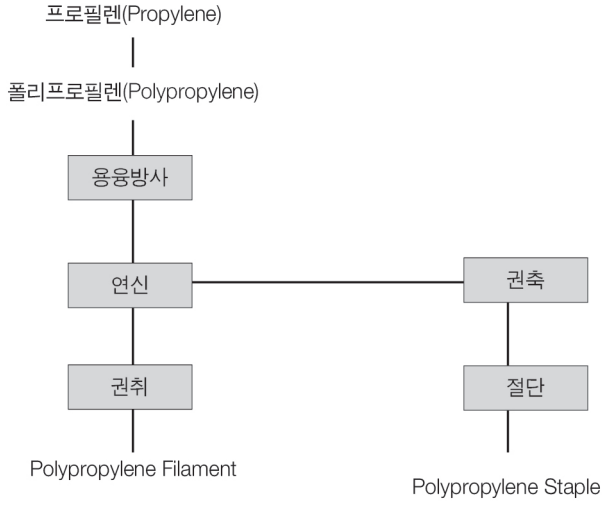 프로필렌(Propylene)
폴리프로필렌(Polypropylene)
용융방사
연신
권축
권취
절단
Polypropylene Filament
Polypropylene Staple